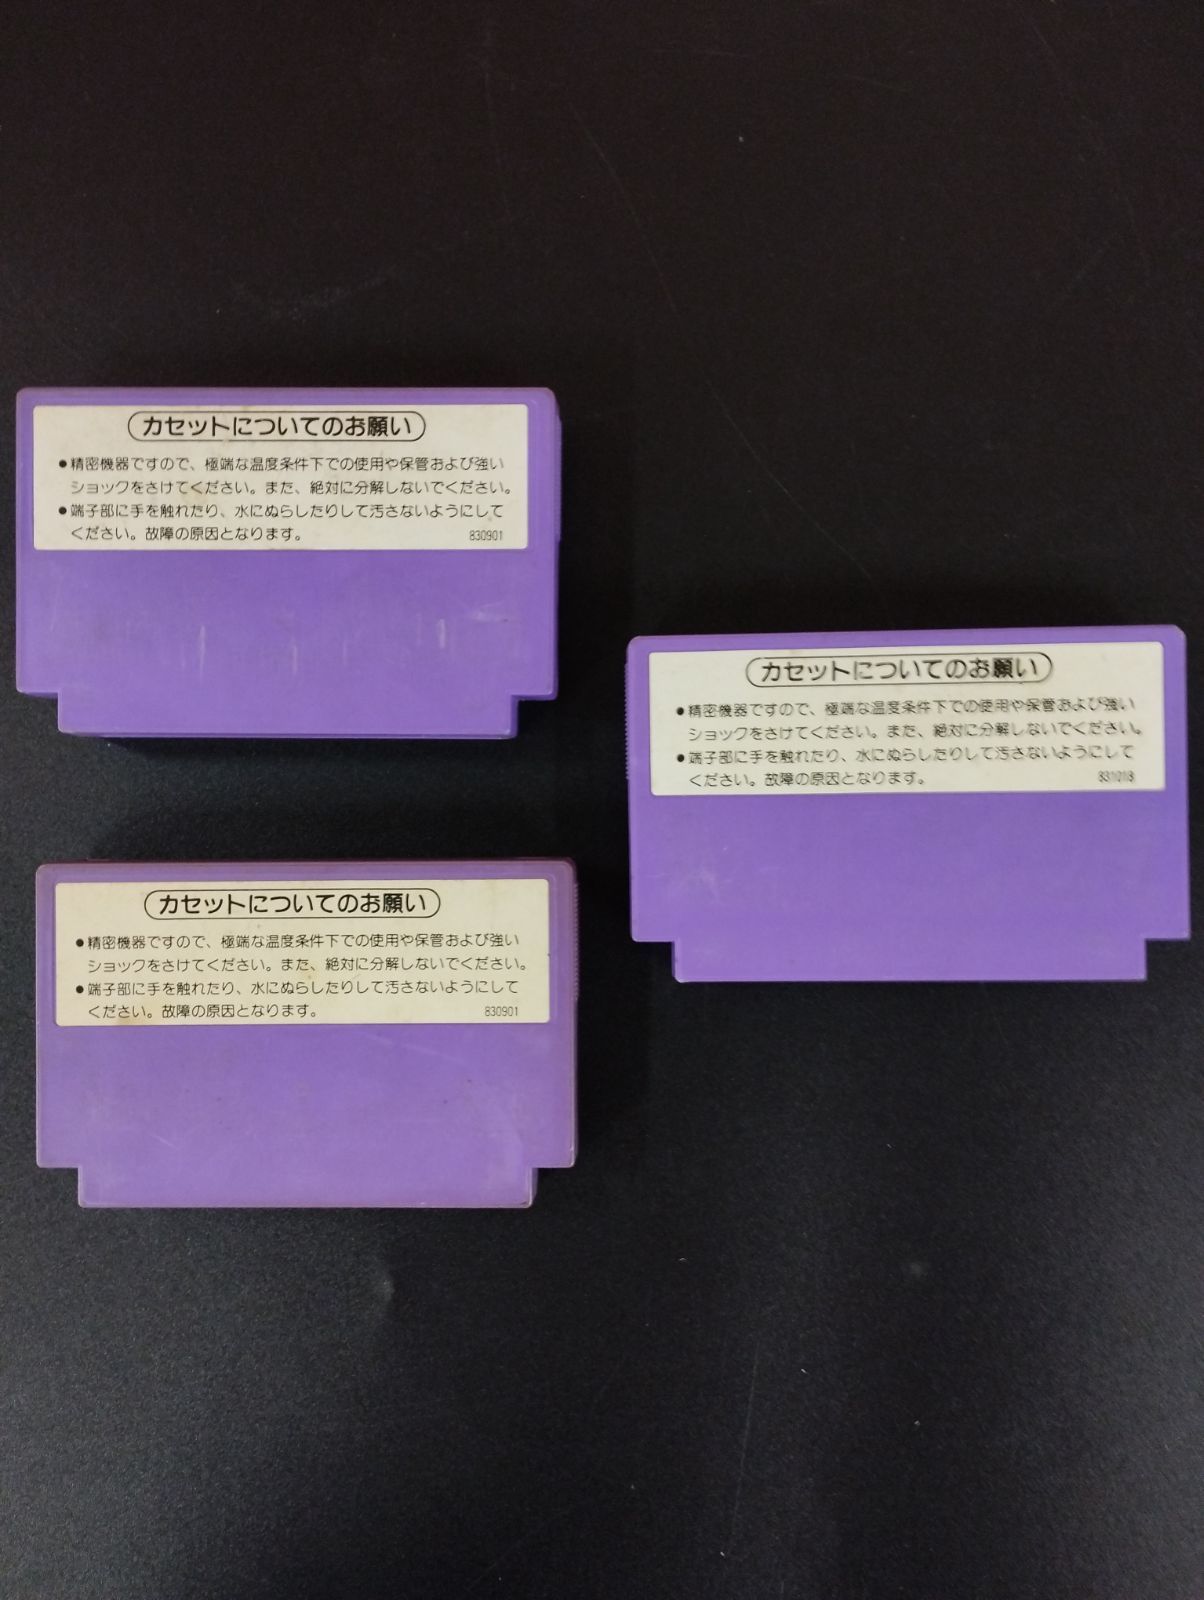 カセットについてのお願い
●精密機器ですので、極端な温度条件下での使用や保管および強い
ショックをさけてください。また、絶対に分解しないでください。
●端子部に手を触れたり、水にぬらしたりして汚さないようにして
ください。故障の原因となります。 830901
カセットについてのお願い
●精密機器ですので、極端な温度条件下での使用や保管および強い
ショックをさけてください。また、絶対に分解しないでください。
●端子部に手を触れたり、水にぬらしたりして汚さないようにして
ください。故障の原因となります。 831018
カセットについてのお願い
●精密機器ですので、極端な温度条件下での使用や保管および強い
ショックをさけてください。また、絶対に分解しないでください。
●端子部に手を触れたり、水にぬらしたりして汚さないようにして
ください。故障の原因となります。 830901